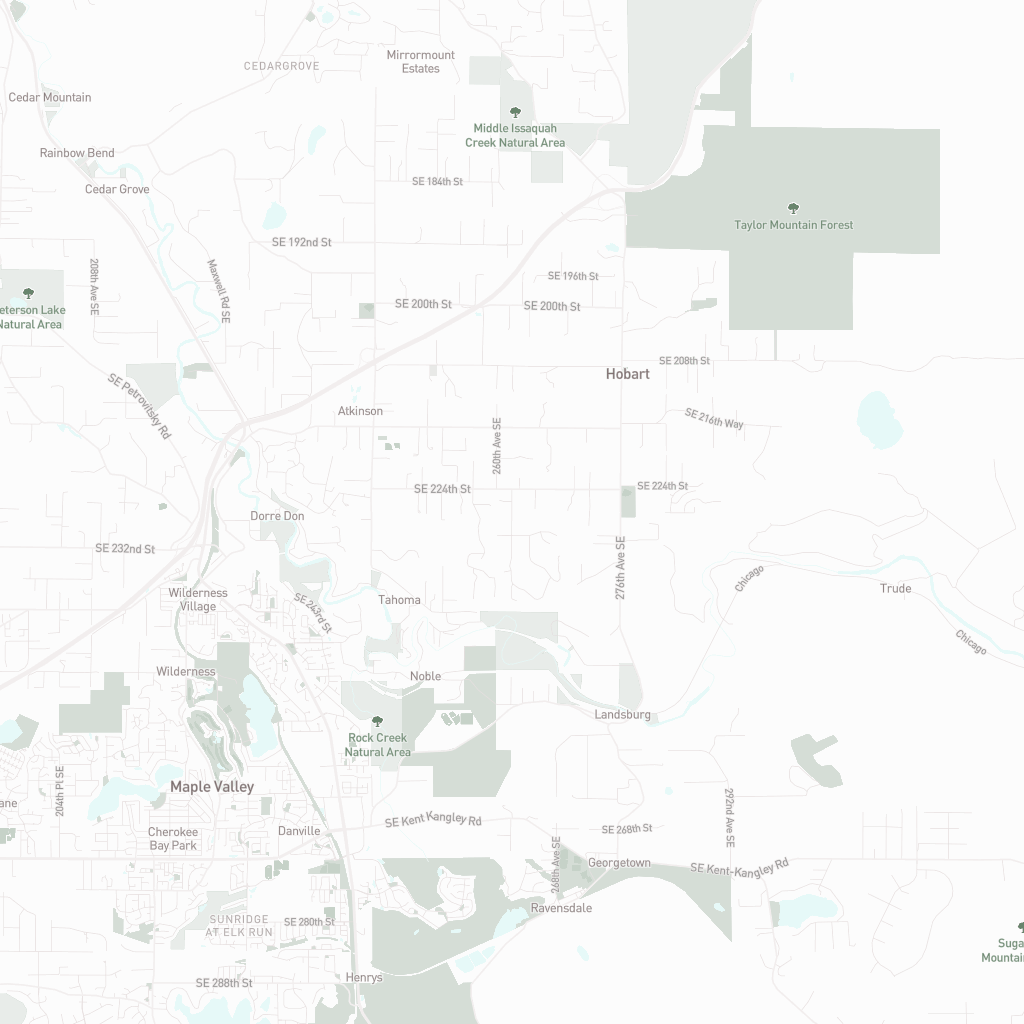 CEDARGROVE
Mirrormount
Estates
Cedar Mountain
Middle Issaquah
Creek Natural Area
Rainbow Bend
SE 184th St
Cedar Grove
Taylor Mountain Forest
SE 192nd St
208th Ave SE
Maxwell Rd SE
SE 196th St
SE 200th St
SE 200th St
eterson Lake
Natural Area
SE 208th St
Hobart
SE Petrovitsky Rd
Atkinson
SE 216th Way
260th Ave SE
SE 224th St
SE 224th St
Dorre Don
SE 232nd St
276th Ave SE
Chicago
Trude
Wilderness
Village
SE 243rd St
Tahoma
Chicago
Wilderness
Noble
Landsburg
Rock Creek
Natural Area
204th Pl SE
Maple Valley
292nd Ave SE
ane
Cherokee
Bay Park
Danville
SE Kent Kangley Rd
SE 268th St
268th Ave SE
Georgetown
SE Kent-Kangley Rd
Ravensdale
SUNRIDGE
AT ELK RUN
SE 280th St
Suga
Mountain
Henrys
SE 288th St